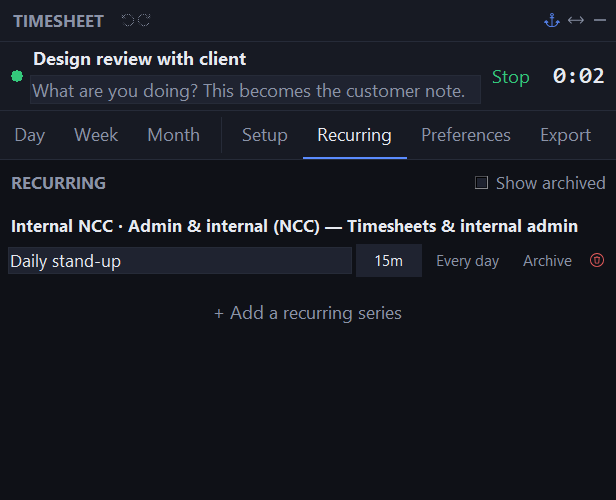 TIMESHEET
Design review with client
What are you doing? This becomes the customer note.
Stop
0:02
Day
Week
Month
Setup
Recurring
Preferences
Export
RECURRING
Show archived
Internal NCC · Admin & internal (NCC) — Timesheets & internal admin
Daily stand-up
15m
Every day
Archive
+ Add a recurring series